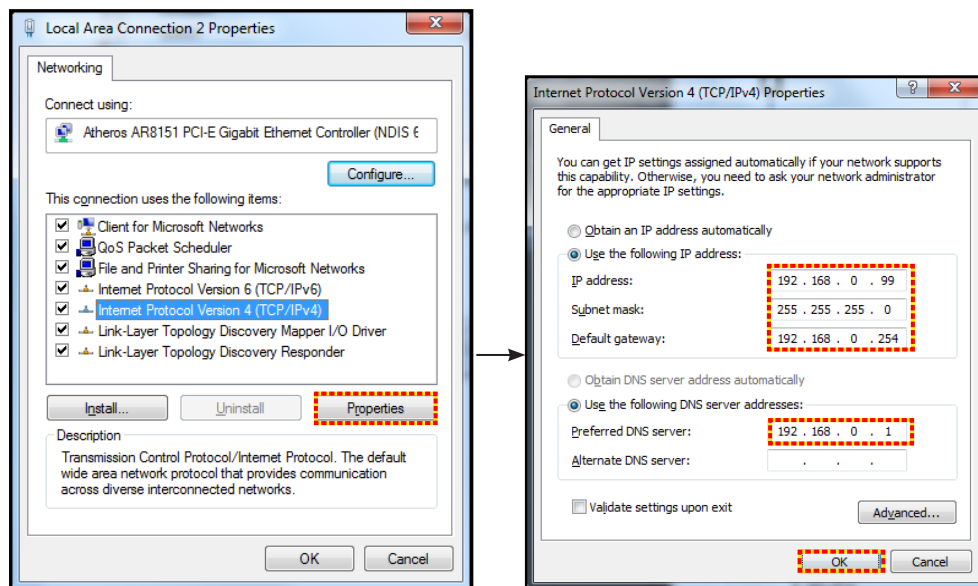 Local Area Connection 2 Properties
Networking
Connect using:
Atheros AR8151 PCI-E Gigabit Ethernet Controller (NDIS 6
Configure...
This connection uses the following items:
Client for Microsoft Networks
QoS Packet Scheduler
File and Printer Sharing for Microsoft Networks
Internet Protocol Version 6 (TCP/IPv6)
Internet Protocol Version 4 (TCP/IPv4)
Link-Layer Topology Discovery Mapper I/O Driver
Link-Layer Topology Discovery Responder
Install...
Uninstall
Properties
Description
Transmission Control Protocol/Internet Protocol. The default
wide area network protocol that provides communication
across diverse interconnected networks.
OK
Cancel
Internet Protocol Version 4 (TCP/IPv4) Properties
General
You can get IP settings assigned automatically if your network supports
this capability. Otherwise, you need to ask your network administrator
for the appropriate IP settings.
Obtain an IP address automatically
Use the following IP address:
IP address: 192 . 168 . 0 . 99
Subnet mask: 255 . 255 . 255 . 0
Default gateway: 192 . 168 . 0 . 254
Obtain DNS server address automatically
Use the following DNS server addresses:
Preferred DNS server: 192 . 168 . 0 . 1
Alternate DNS server: . . .
Validate settings upon exit
Advanced...
OK
Cancel